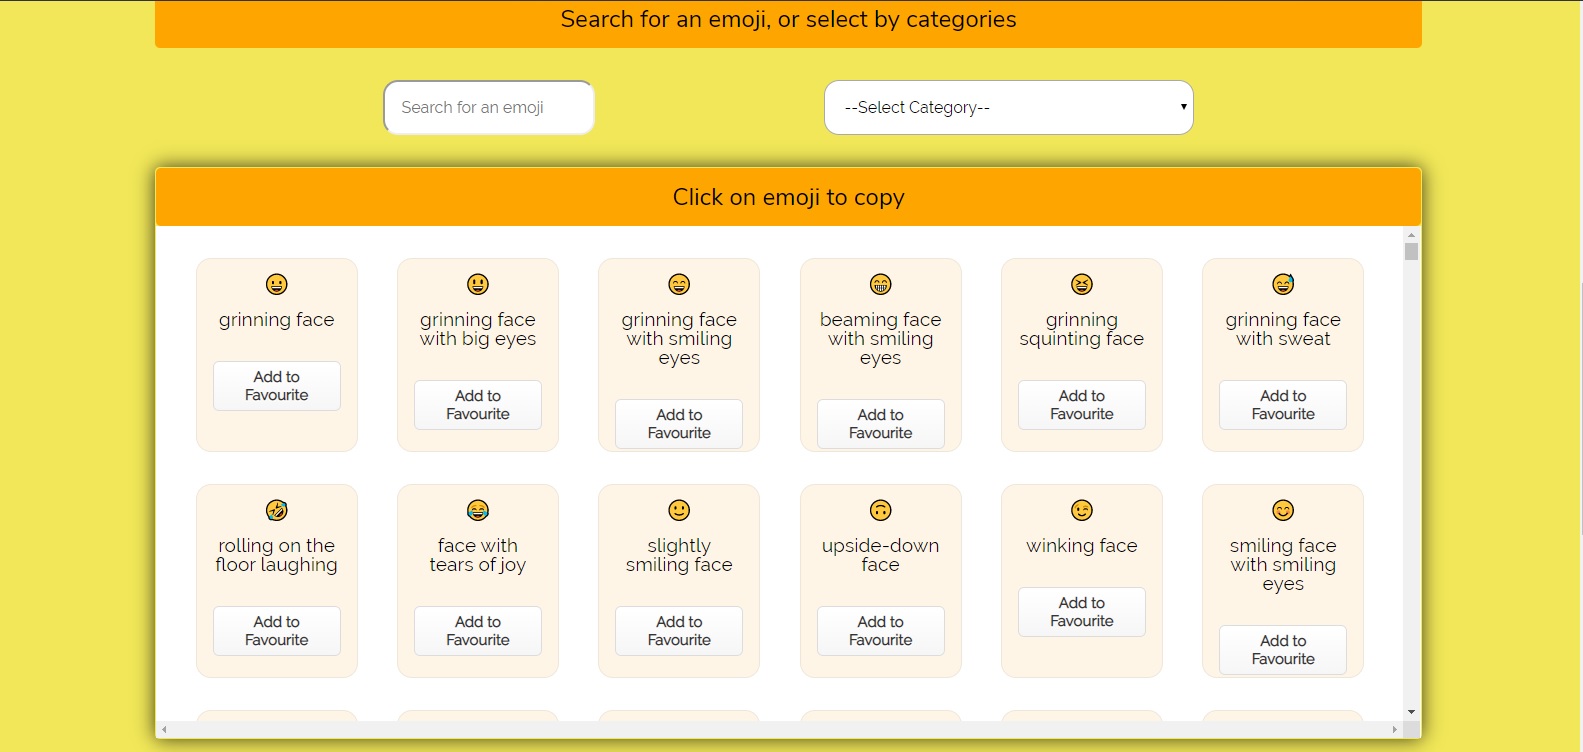 Search for an emoji, or select by categories
Search for an emoji
--Select Category--
Click on emoji to copy
grinning face
Add to
Favourite
grinning face
with big eyes
Add to
Favourite
grinning face
with smiling
eyes
Add to
Favourite
beaming face
with smiling
eyes
Add to
Favourite
grinning
squinting face
Add to
Favourite
grinning face
with sweat
Add to
Favourite
rolling on the
floor laughing
Add to
Favourite
face with
tears of joy
Add to
Favourite
slightly
smiling face
Add to
Favourite
upside-down
face
Add to
Favourite
winking face
Add to
Favourite
smiling face
with smiling
eyes
Add to
Favourite